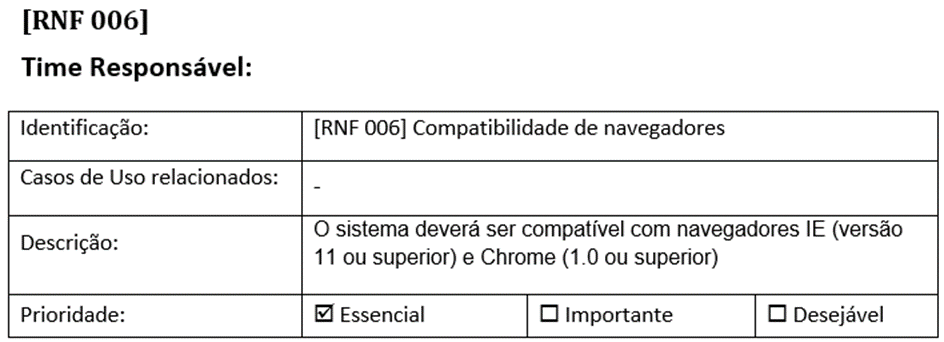 [RNF 006]
Time Responsável:
Identificação: [RNF 006] Compatibilidade de navegadores
Casos de Uso relacionados: -
Descrição: O sistema deverá ser compatível com navegadores IE (versão
11 ou superior) e Chrome (1.0 ou superior)
Prioridade: ☑ Essencial ☐ Importante ☐ Desejável